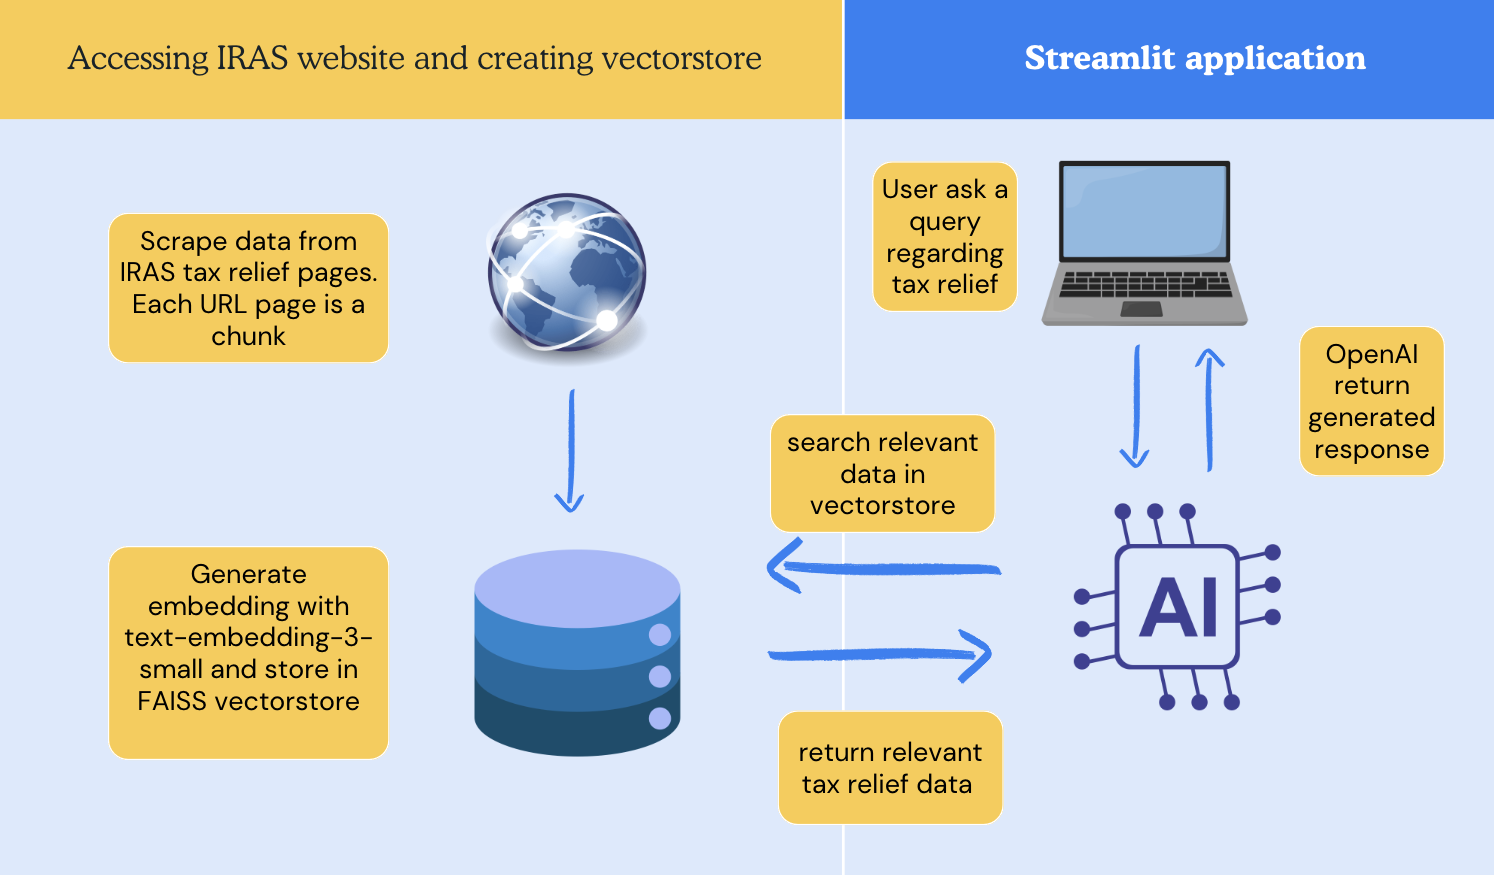 Accessing IRAS website and creating vectorstore
Streamlit application
Scrape data from
IRAS tax relief pages.
Each URL page is a
chunk
User ask a
query
regarding
tax relief
OpenAI
return
generated
response
search relevant
data in
vectorstore
Generate
embedding with
text-embedding-3-
small and store in
FAISS vectorstore
AI
return relevant
tax relief data